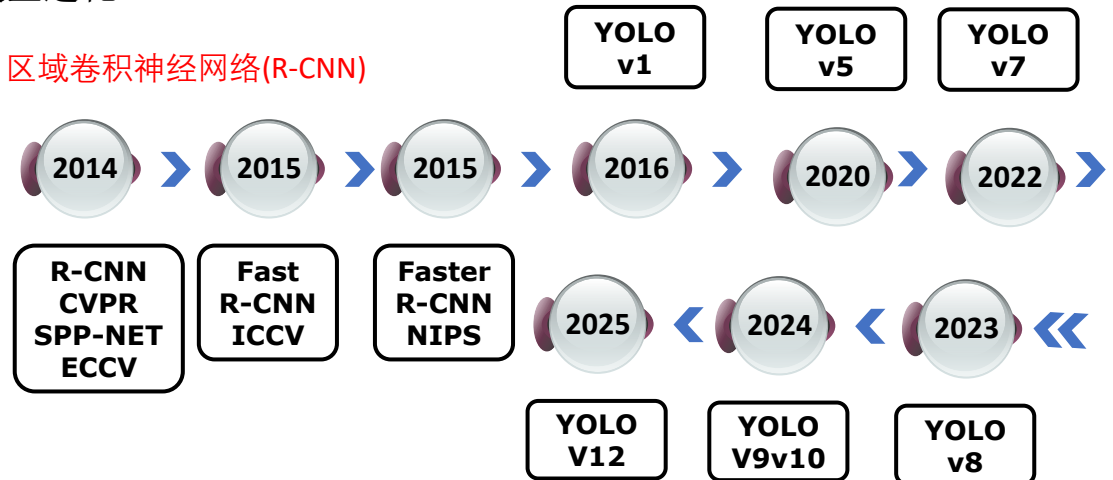 区域卷积神经网络(R-CNN)
YOLO
v1
YOLO
v5
YOLO
v7
2014
2015
2015
2016
2020
2022
R-CNN
CVPR
SPP-NET
ECCV
Fast
R-CNN
ICCV
Faster
R-CNN
NIPS
2025
2024
2023
YOLO
V12
YOLO
V9v10
YOLO
v8